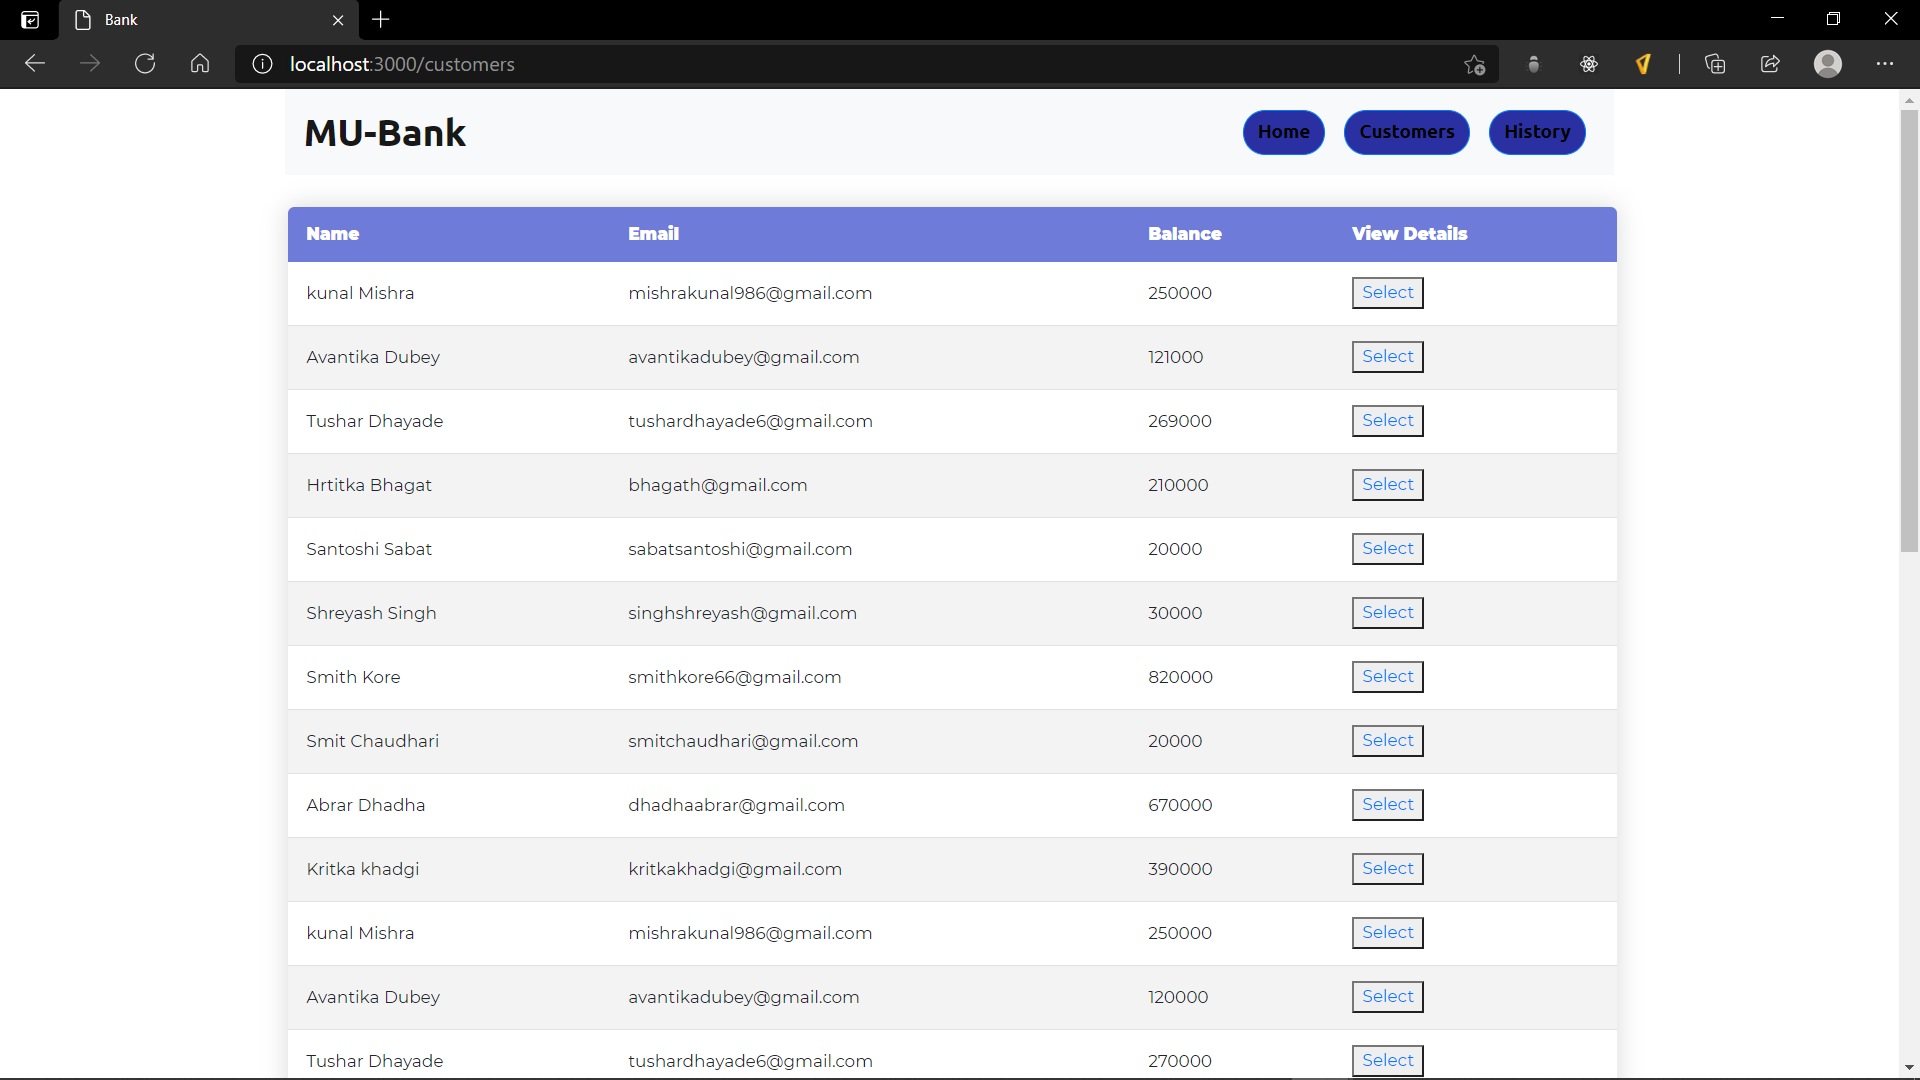 Bank
localhost:3000/customers
MU-Bank Home Customers History
Name Email Balance View Details
kunal Mishra mishrakunal986@gmail.com 250000 Select
Avantika Dubey avantikadubey@gmail.com 121000 Select
Tushar Dhayade tushardhayade6@gmail.com 269000 Select
Hrtitka Bhagat bhagath@gmail.com 210000 Select
Santoshi Sabat sabatsantoshi@gmail.com 20000 Select
Shreyash Singh singhshreyash@gmail.com 30000 Select
Smith Kore smithkore66@gmail.com 820000 Select
Smit Chaudhari smitchaudhari@gmail.com 20000 Select
Abrar Dhadha dhadhaabrar@gmail.com 670000 Select
Kritka khadgi kritkakhadgi@gmail.com 390000 Select
kunal Mishra mishrakunal986@gmail.com 250000 Select
Avantika Dubey avantikadubey@gmail.com 120000 Select
Tushar Dhayade tushardhayade6@gmail.com 270000 Select